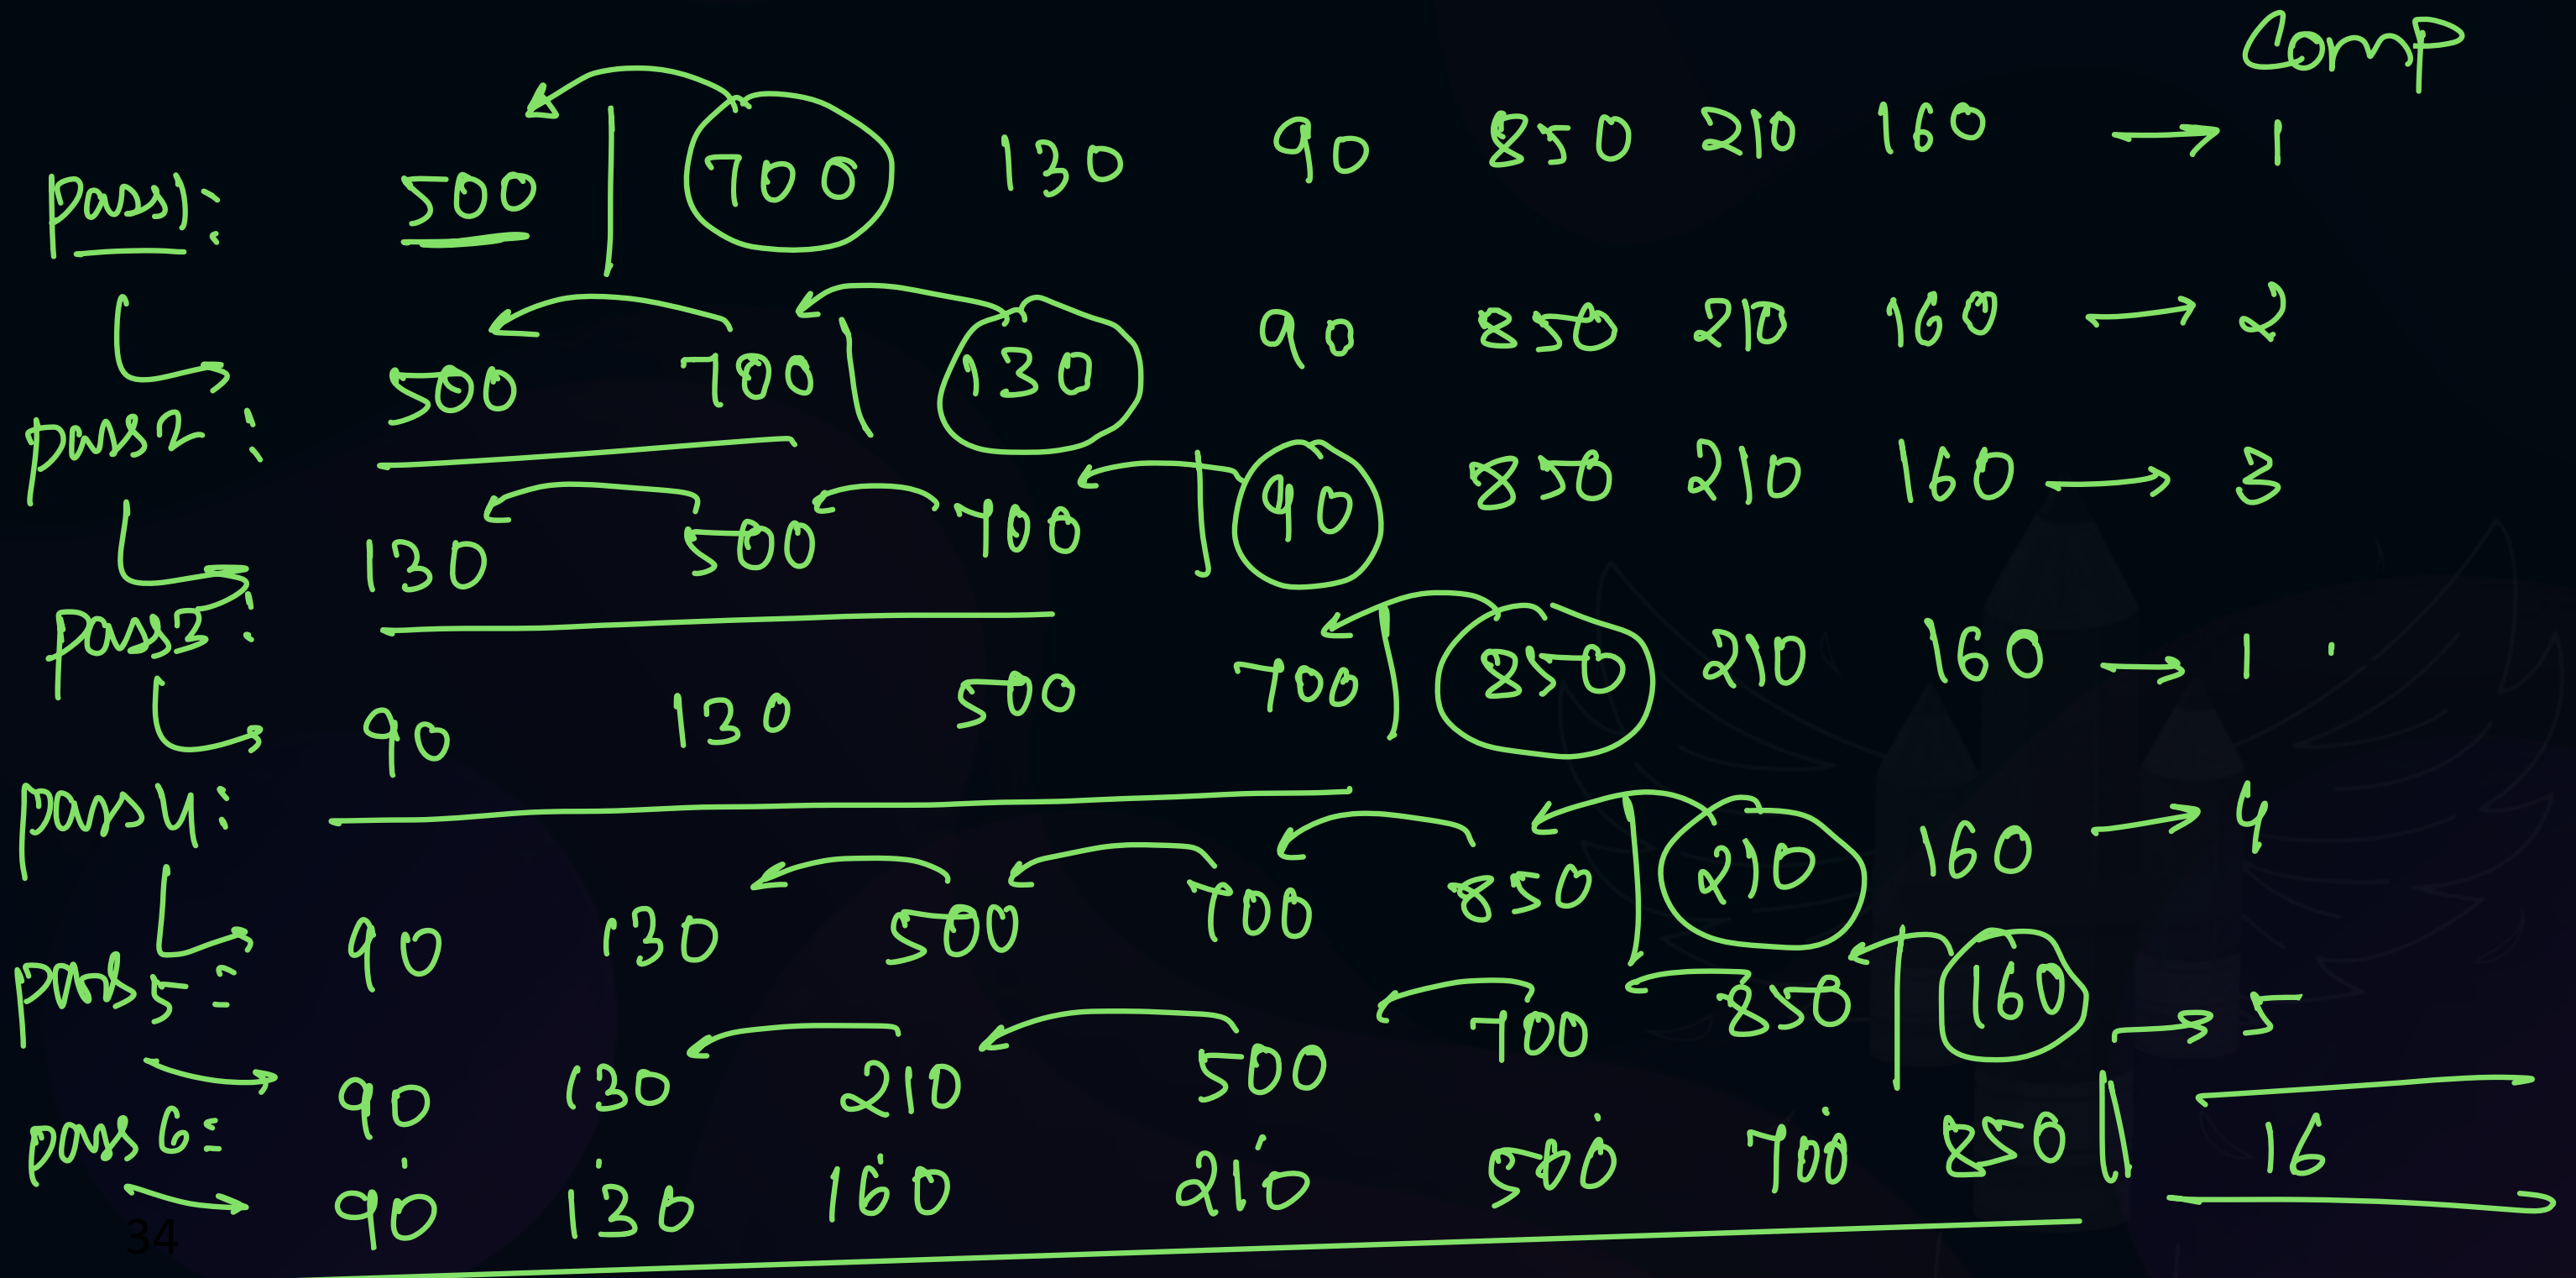 Comp
pass1: 500 | 700 130 90 850 210 160 → 1
500 700 | 130 90 850 210 160 → 2
pass2:
130 500 700 | 90 850 210 160 → 3
pass3:
90 130 500 700 | 850 210 160 → 1
pass4:
90 130 500 700 850 | 210 160 → 4
pass5:
90 130 210 500 700 850 | 160 → 5
pass6:
90 130 160 210 500 700 850 || 16
34